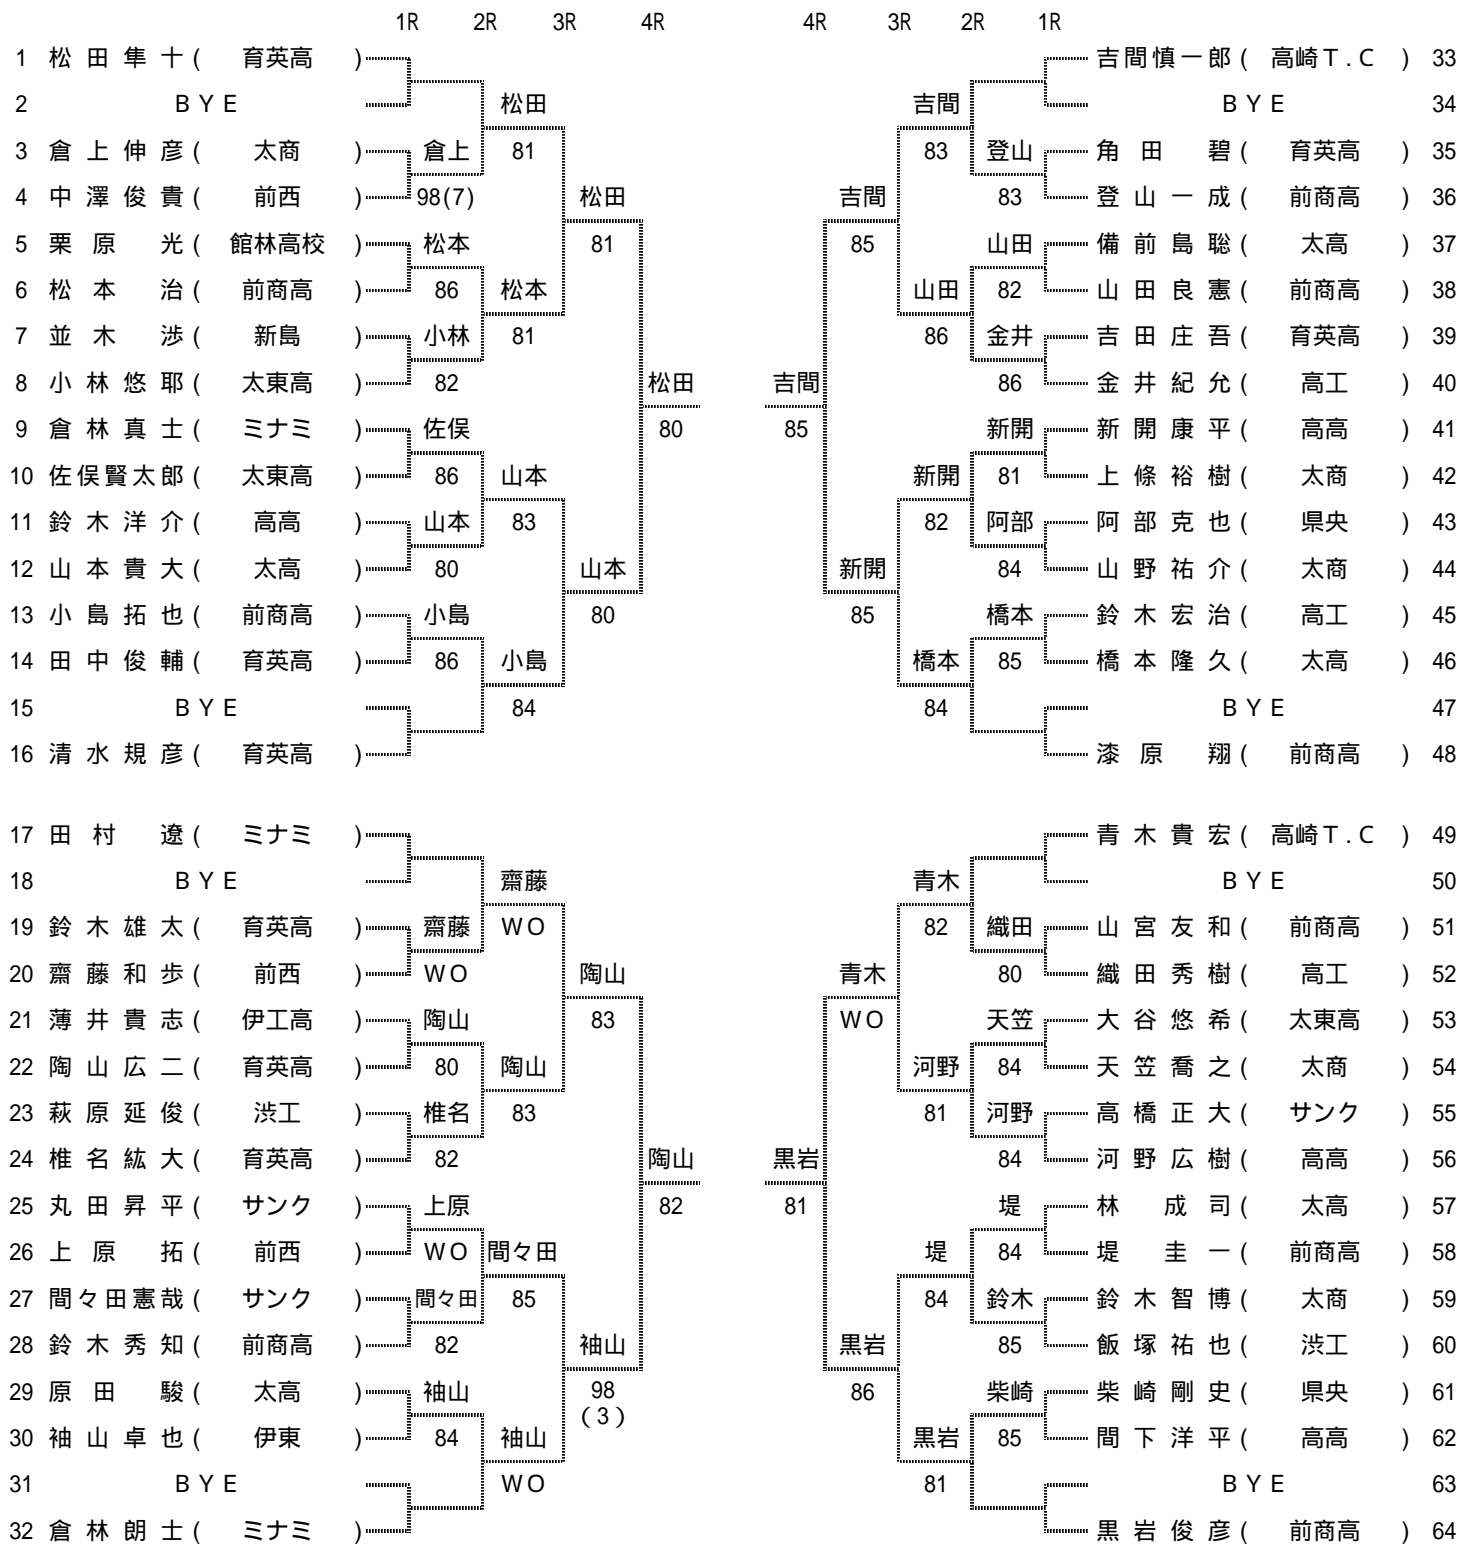 1R 2R 3R 4R 4R 3R 2R 1R
1 松田隼十( 育英高 ) 吉間慎一郎( 高崎T.C ) 33
2 BYE 松田 吉間 BYE 34
3 倉上伸彦( 太商 ) 倉上 81 83 登山 角田 碧( 育英高 ) 35
4 中澤俊貴( 前西 ) 98(7) 松田 吉間 83 登山一成( 前商高 ) 36
5 栗原 光( 館林高校 ) 松本 81 85 山田 備前島聡( 太高 ) 37
6 松本 治( 前商高 ) 86 松本 山田 82 山田良憲( 前商高 ) 38
7 並木 渉( 新島 ) 小林 81 86 金井 吉田庄吾( 育英高 ) 39
8 小林悠耶( 太東高 ) 82 松田 吉間 86 金井紀允( 高工 ) 40
9 倉林真士( ミナミ ) 佐俣 80 85 新開 新開康平( 高高 ) 41
10 佐俣賢太郎( 太東高 ) 86 山本 新開 81 上條裕樹( 太商 ) 42
11 鈴木洋介( 高高 ) 山本 83 82 阿部 阿部克也( 県央 ) 43
12 山本貴大( 太高 ) 80 山本 新開 84 山野祐介( 太商 ) 44
13 小島拓也( 前商高 ) 小島 80 85 橋本 鈴木宏治( 高工 ) 45
14 田中俊輔( 育英高 ) 86 小島 橋本 85 橋本隆久( 太高 ) 46
15 BYE 84 84 BYE 47
16 清水規彦( 育英高 ) 漆原 翔( 前商高 ) 48
17 田村 遼( ミナミ ) 青木貴宏( 高崎T.C ) 49
18 BYE 齋藤 青木 BYE 50
19 鈴木雄太( 育英高 ) 齋藤 WO 82 織田 山宮友和( 前商高 ) 51
20 齋藤和歩( 前西 ) WO 陶山 青木 80 織田秀樹( 高工 ) 52
21 薄井貴志( 伊工高 ) 陶山 83 WO 天笠 大谷悠希( 太東高 ) 53
22 陶山広二( 育英高 ) 80 陶山 河野 84 天笠喬之( 太商 ) 54
23 萩原延俊( 渋工 ) 椎名 83 81 河野 高橋正大( サンク ) 55
24 椎名紘大( 育英高 ) 82 陶山 黒岩 84 河野広樹( 高高 ) 56
25 丸田昇平( サンク ) 上原 82 81 堤 林 成司( 太高 ) 57
26 上原 拓( 前西 ) WO 間々田 堤 84 堤 圭一( 前商高 ) 58
27 間々田憲哉( サンク ) 間々田 85 84 鈴木 鈴木智博( 太商 ) 59
28 鈴木秀知( 前商高 ) 82 袖山 黒岩 85 飯塚祐也( 渋工 ) 60
29 原田 駿( 太高 ) 袖山 98 86 柴崎 柴崎剛史( 県央 ) 61
(3)
30 袖山卓也( 伊東 ) 84 袖山 黒岩 85 間下洋平( 高高 ) 62
31 BYE WO 81 BYE 63
32 倉林朗士( ミナミ ) 黒岩俊彦( 前商高 ) 64